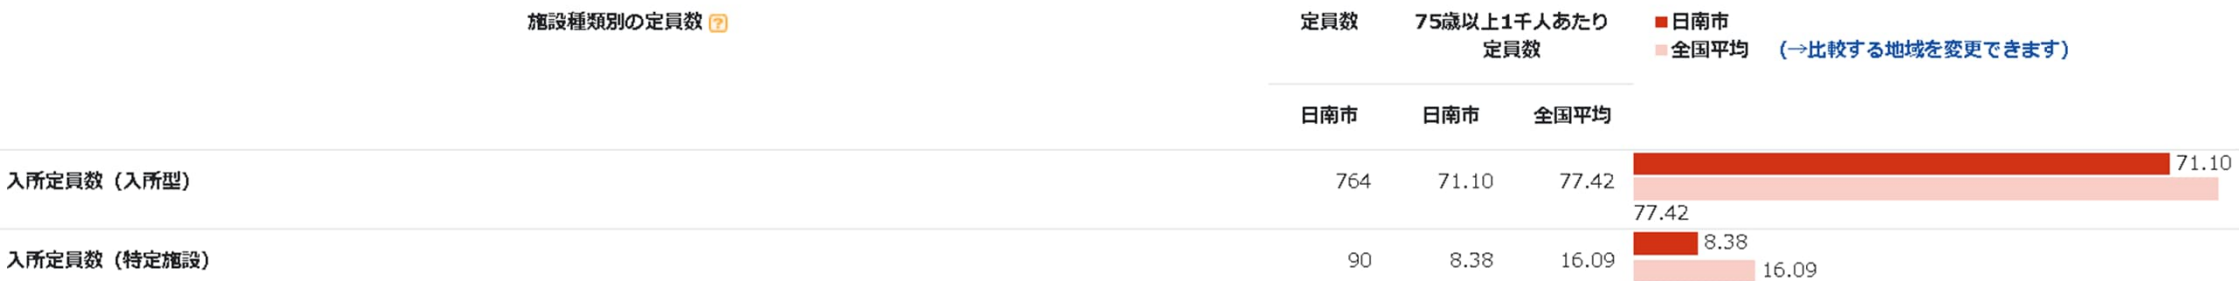 施設種類別の定員数 ?
定員数 75歳以上1千人あたり
定員数
■日南市
■全国平均 (→比較する地域を変更できます)
日南市 日南市 全国平均
入所定員数（入所型） 764 71.10 77.42 71.10
77.42
入所定員数（特定施設） 90 8.38 16.09 8.38
16.09